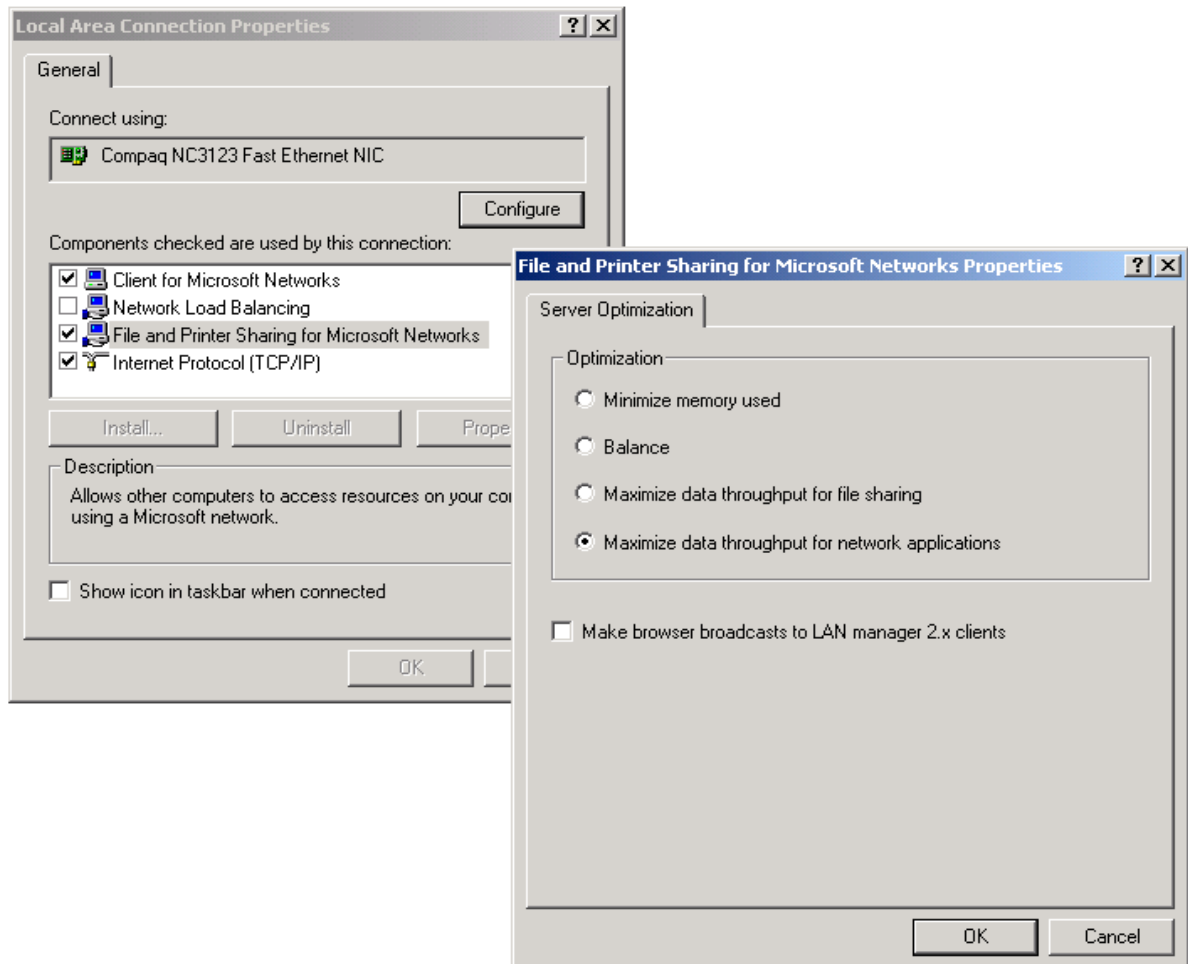 Local Area Connection Properties
General
Connect using:
Compaq NC3123 Fast Ethernet NIC
Configure
Components checked are used by this connection:
Client for Microsoft Networks
Network Load Balancing
File and Printer Sharing for Microsoft Networks
Internet Protocol (TCP/IP)
Install... Uninstall Prope
Description
Allows other computers to access resources on your co
using a Microsoft network.
Show icon in taskbar when connected
OK
File and Printer Sharing for Microsoft Networks Properties
Server Optimization
Optimization
Minimize memory used
Balance
Maximize data throughput for file sharing
Maximize data throughput for network applications
Make browser broadcasts to LAN manager 2.x clients
OK Cancel